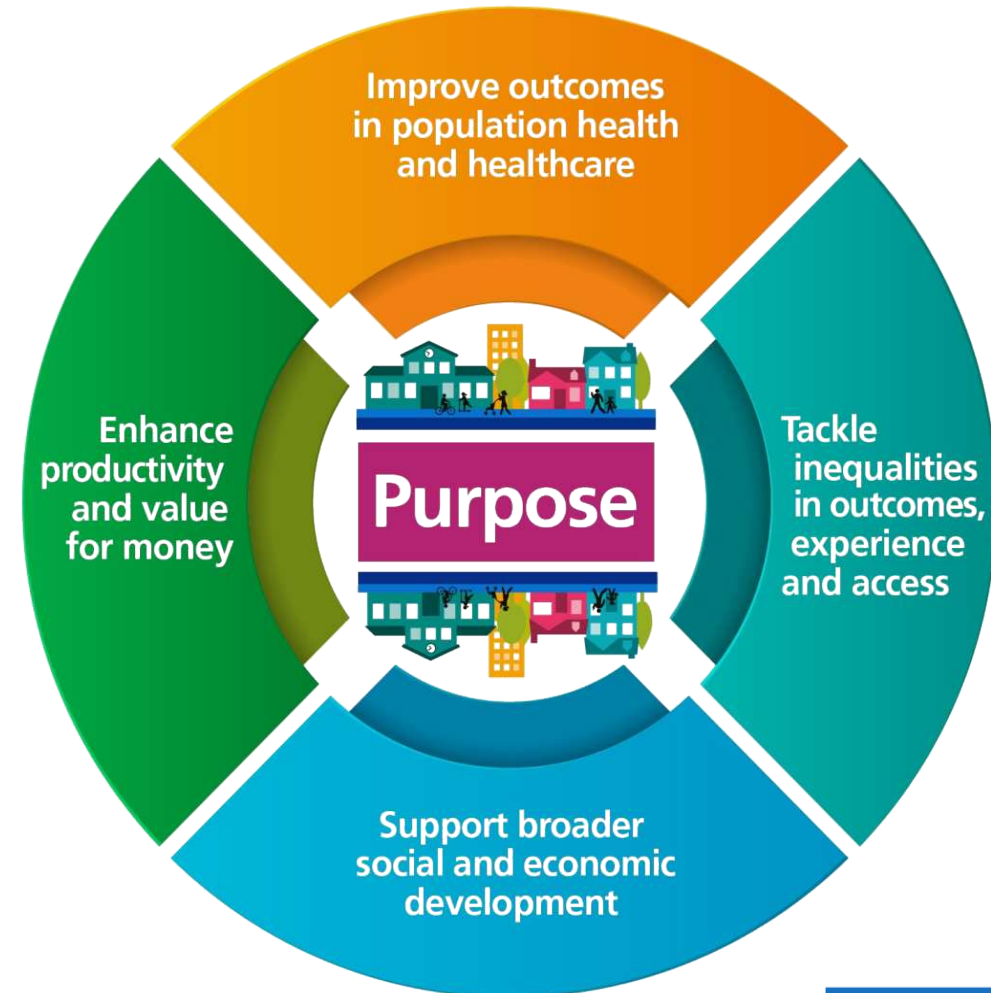 Improve outcomes
in population health
and healthcare
Enhance
productivity
and value
for money
Purpose
Tackle
inequalities
in outcomes,
experience
and access
Support broader
social and economic
development